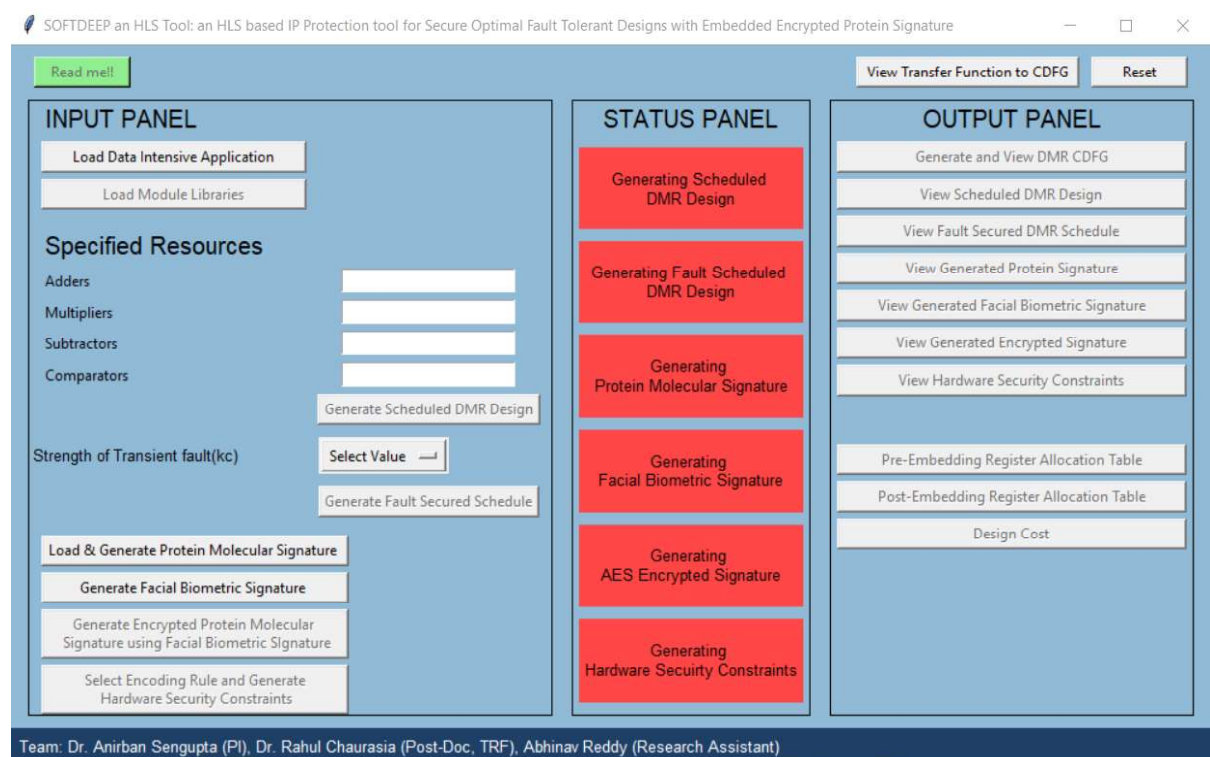 SOFTDEEP an HLS Tool: an HLS based IP Protection tool for Secure Optimal Fault Tolerant Designs with Embedded Encrypted Protein Signature
Read me!!
View Transfer Function to CDFG
Reset
INPUT PANEL
Load Data Intensive Application
Load Module Libraries
Specified Resources
Adders
Multipliers
Subtractors
Comparators
Generate Scheduled DMR Design
Strength of Transient fault(kc)
Select Value
Generate Fault Secured Schedule
Load & Generate Protein Molecular Signature
Generate Facial Biometric Signature
Generate Encrypted Protein Molecular
Signature using Facial Biometric SIgnature
Select Encoding Rule and Generate
Hardware Security Constraints
STATUS PANEL
Generating Scheduled
DMR Design
Generating Fault Scheduled
DMR Design
Generating
Protein Molecular Signature
Generating
Facial Biometric Signature
Generating
AES Encrypted Signature
Generating
Hardware Secuirty Constraints
OUTPUT PANEL
Generate and View DMR CDFG
View Scheduled DMR Design
View Fault Secured DMR Schedule
View Generated Protein Signature
View Generated Facial Biometric Signature
View Generated Encrypted Signature
View Hardware Security Constraints
Pre-Embedding Register Allocation Table
Post-Embedding Register Allocation Table
Design Cost
Team: Dr. Anirban Sengupta (PI), Dr. Rahul Chaurasia (Post-Doc, TRF), Abhinav Reddy (Research Assistant)